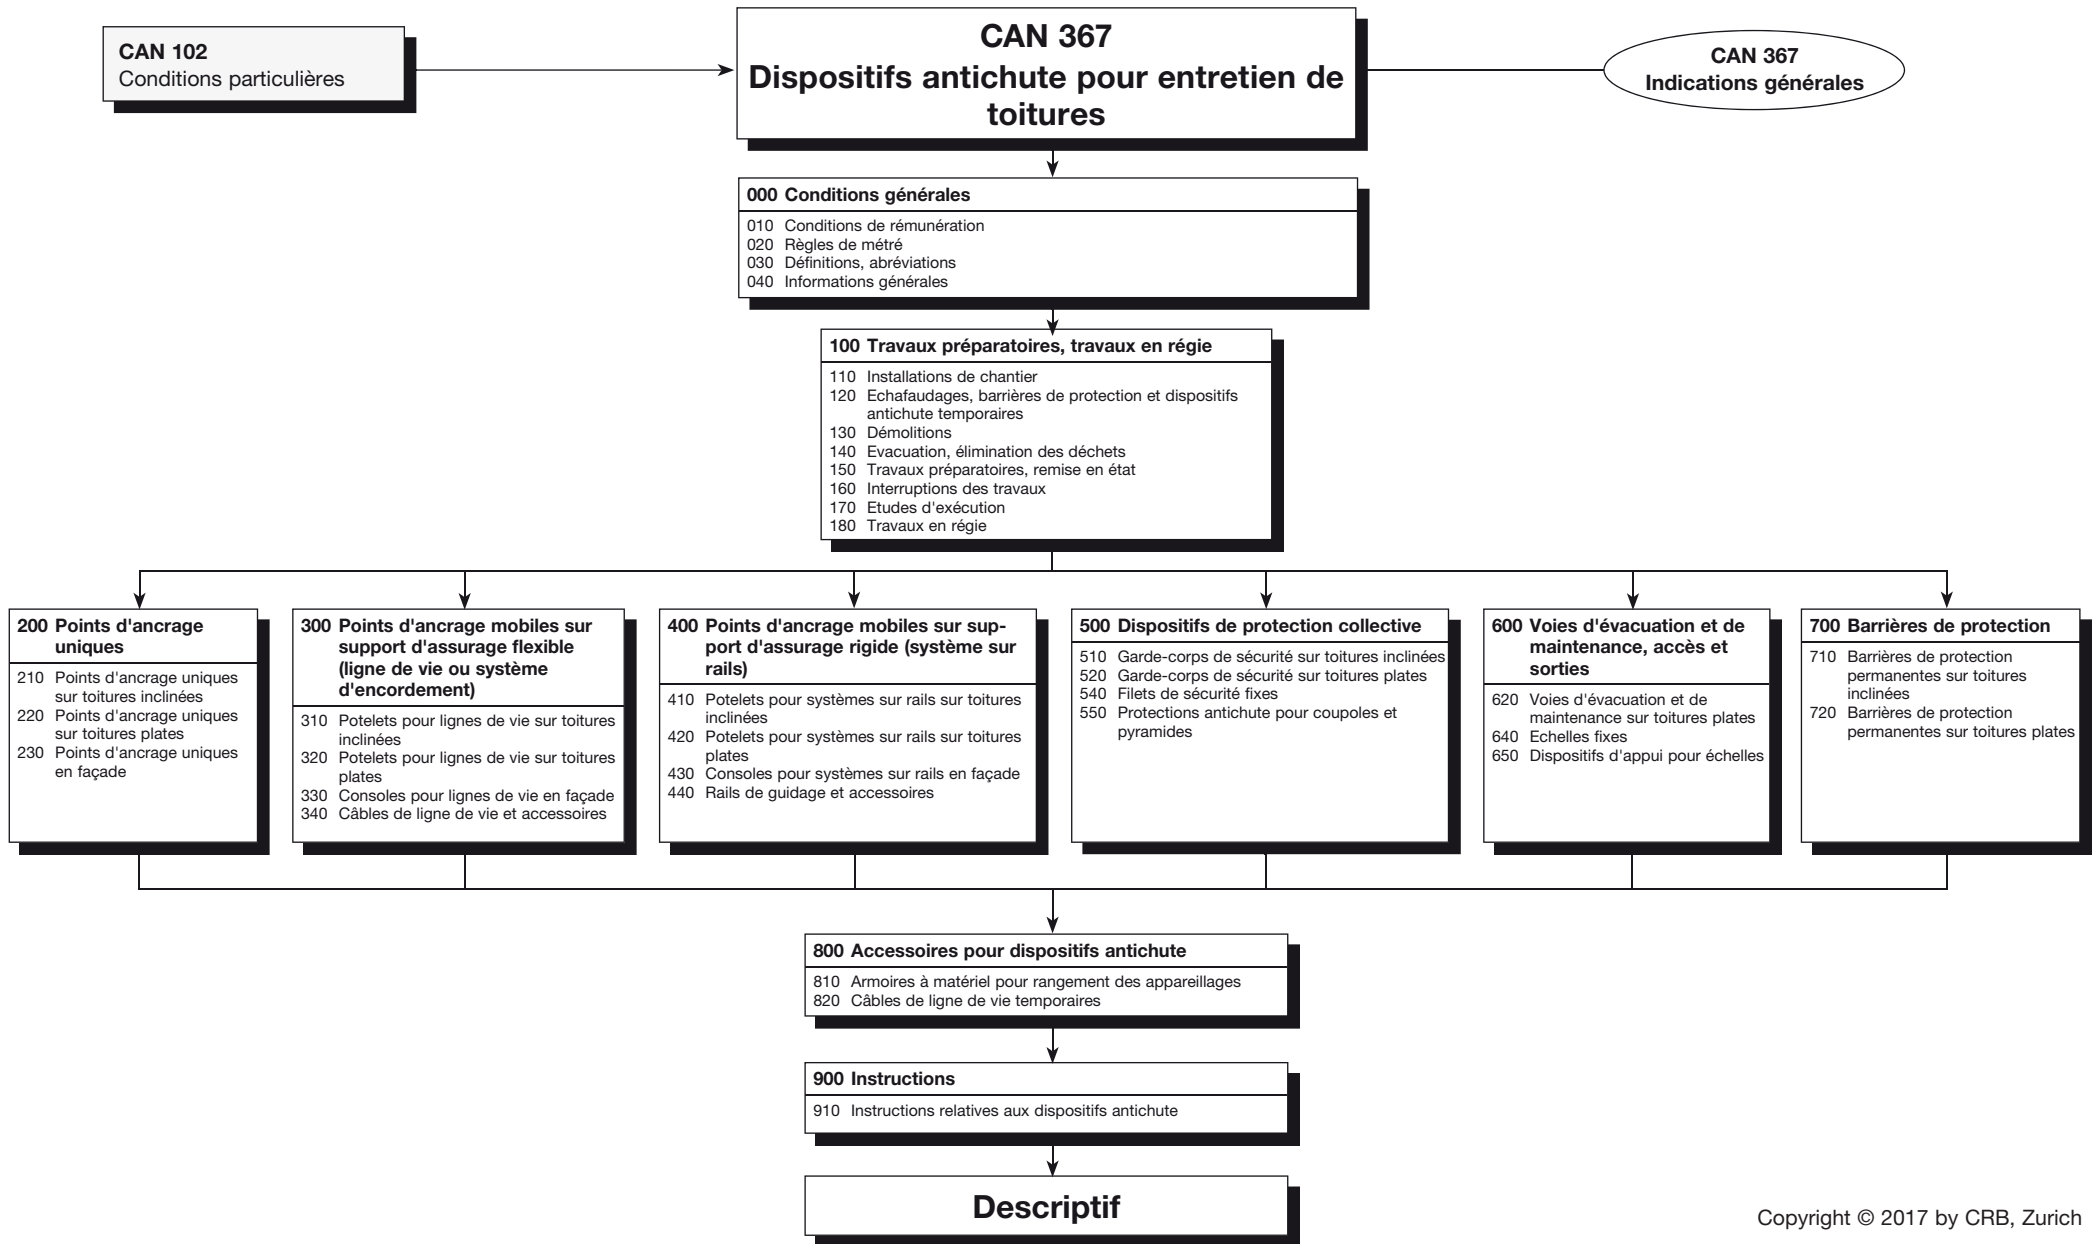 CAN 102
Conditions particulières
CAN 367
Dispositifs antichute pour entretien de
toitures
CAN 367
Indications générales
000 Conditions générales
010 Conditions de rémunération
020 Règles de métré
030 Définitions, abréviations
040 Informations générales
100 Travaux préparatoires, travaux en régie
110 Installations de chantier
120 Echafaudages, barrières de protection et dispositifs
antichute temporaires
130 Démolitions
140 Evacuation, élimination des déchets
150 Travaux préparatoires, remise en état
160 Interruptions des travaux
170 Etudes d'exécution
180 Travaux en régie
200 Points d'ancrage
uniques
210 Points d'ancrage uniques
sur toitures inclinées
220 Points d'ancrage uniques
sur toitures plates
230 Points d'ancrage uniques
en façade
300 Points d'ancrage mobiles sur
support d'assurage flexible
(ligne de vie ou système
d'encordement)
310 Potelets pour lignes de vie sur toitures
inclinées
320 Potelets pour lignes de vie sur toitures
plates
330 Consoles pour lignes de vie en façade
340 Câbles de ligne de vie et accessoires
400 Points d'ancrage mobiles sur sup-
port d'assurage rigide (système sur
rails)
410 Potelets pour systèmes sur rails sur toitures
inclinées
420 Potelets pour systèmes sur rails sur toitures
plates
430 Consoles pour systèmes sur rails en façade
440 Rails de guidage et accessoires
500 Dispositifs de protection collective
510 Garde-corps de sécurité sur toitures inclinées
520 Garde-corps de sécurité sur toitures plates
540 Filets de sécurité fixes
550 Protections antichute pour coupoles et
pyramides
600 Voies d'évacuation et de
maintenance, accès et
sorties
620 Voies d'évacuation et de
maintenance sur toitures plates
640 Echelles fixes
650 Dispositifs d'appui pour échelles
700 Barrières de protection
710 Barrières de protection
permanentes sur toitures
inclinées
720 Barrières de protection
permanentes sur toitures plates
800 Accessoires pour dispositifs antichute
810 Armoires à matériel pour rangement des appareillages
820 Câbles de ligne de vie temporaires
900 Instructions
910 Instructions relatives aux dispositifs antichute
Descriptif
Copyright © 2017 by CRB, Zurich